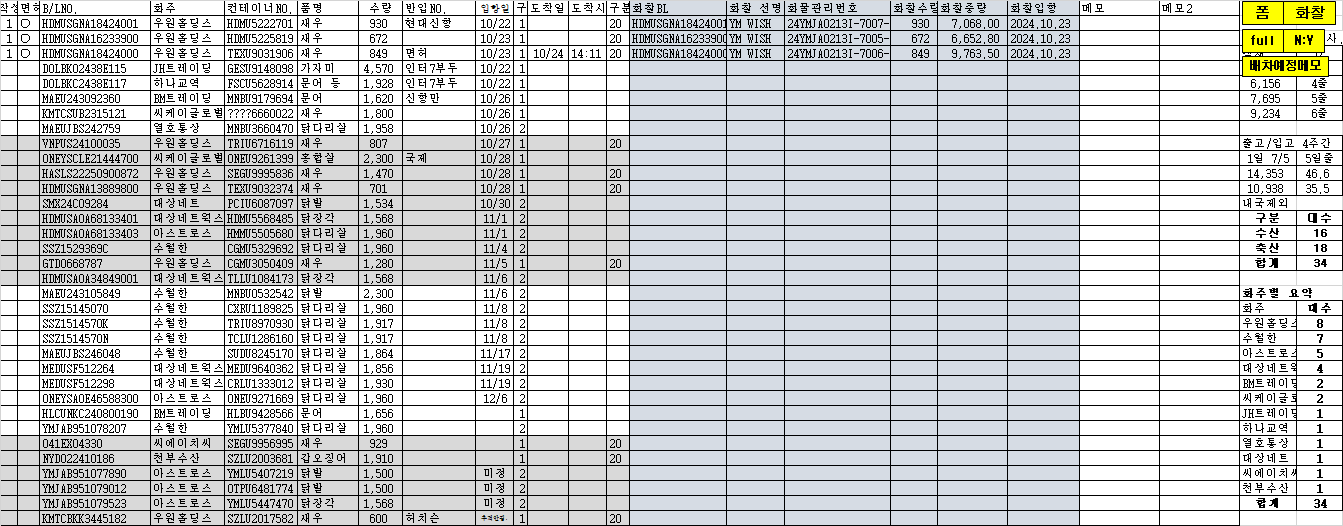 작성 면허 B/LNO. 화주 컨테이너NO. 품명 수량 반입NO. 입항일 구 도착일 도착시 구분 화찰BL 화찰 선명 화물관리번호 화찰수량 화찰중량 화찰입항 메모 메모2 폼 화찰
1 O HDMUSGNA18424001 우원홀딩스 HDMU5222701 새우 930 현대신항 10/22 1 20 HDMUSGNA18424001 YM WISH 24YMJA0213I-7007- 930 7,068.00 2024.10.23
1 O HDMUSGNA16233900 우원홀딩스 HDMU5225819 새우 672 10/23 1 20 HDMUSGNA16233900 YM WISH 24YMJA0213I-7005- 672 6,652.80 2024.10.23 full N:Y 사.
1 O HDMUSGNA18424000 우원홀딩스 TEXU9031906 새우 849 면허 10/23 1 10/24 14:11 20 HDMUSGNA18424000 YM WISH 24YMJA0213I-7006- 849 9,763.50 2024.10.23
DOLBKO2438E115 JH트레이딩 GESU9148098 가자미 4,570 인터7부두 10/22 1 배차예정메모
DOLBKC2438E117 하나교역 FSCU5628914 문어 등 1,928 인터7부두 10/22 1 6,156 4줄
MAEU243092360 BM트레이딩 MNBU9179694 문어 1,620 신항만 10/26 1 7,695 5줄
KMTCSUB2315121 씨케이글로벌 ????6660022 새우 1,800 10/26 1 9,234 6줄
MAEUJBS242759 열호통상 MNBU3660470 닭다리살 1,958 10/26 2
VNPUS24100035 우원홀딩스 TRIU6716119 새우 807 10/27 1 20 출고/입고 4주간
ONEYSCLE21444700 씨케이글로벌 ONEU9261399 홍합살 2,300 국제 10/28 1 1일 7/5 5일줄
HASLS22250900872 우원홀딩스 SEGU9995836 새우 1,470 10/28 1 20 14,353 46.6
HDMUSGNA13889800 우원홀딩스 TEXU9032374 새우 701 10/28 1 20 10,938 35.5
SMX24C09284 대상네트 PCIU6087097 닭발 1,534 10/30 2 내국제외
HDMUSAOA68133401 대상네트웍스 HDMU5568485 닭장각 1,568 11/1 2 구분 대수
HDMUSAOA68133403 아스트로스 HMMU5505680 닭다리살 1,960 11/1 2 수산 16
SSZ1529369C 수월한 CGMU5329692 닭다리살 1,960 11/4 2 축산 18
GTD0668787 우원홀딩스 CGMU3050409 새우 1,280 11/5 1 20 합계 34
HDMUSAOA34849001 대상네트웍스 TLLU1084173 닭장각 1,568 11/6 2
MAEU243105849 수월한 MNBU0532542 닭발 2,300 11/6 2 화주별 요약
SSZ15145070 수월한 CXRU1189825 닭다리살 1,960 11/8 2 화주 대수
SSZ1514570K 수월한 TRIU8970930 닭다리살 1,917 11/8 2 우원홀딩스 8
SSZ1514570N 수월한 TCLU1286160 닭다리살 1,917 11/8 2 수월한 7
MAEUJBS246048 수월한 SUDU8245170 닭다리살 1,864 11/17 2 아스트로스 5
MEDUSF512264 대상네트웍스 MEDU9640362 닭다리살 1,856 11/19 2 대상네트웍 4
MEDUSF512298 대상네트웍스 CRLU1333012 닭다리살 1,930 11/19 2 BM트레이딩 2
ONEYSAOE46588300 아스트로스 ONEU9271669 닭다리살 1,960 12/6 2 씨케이글로 2
HLCUNKC240800190 BM트레이딩 HLBU9428566 문어 1,656 1 JH트레이딩 1
YMJAB951078207 수월한 YMLU5377840 닭다리살 1,960 2 하나교역 1
041EX04330 씨에이치씨 SEGU9956995 새우 929 1 20 열호통상 1
NYD022410186 천부수산 SZLU2003681 갑오징어 1,910 1 20 대상네트 1
YMJAB951077890 아스트로스 YMLU5407219 닭발 1,500 미정 2 씨에이치씨 1
YMJAB951079012 아스트로스 OTPU6481774 닭발 1,500 미정 2 천부수산 1
YMJAB951079523 아스트로스 YMLU5447470 닭장각 1,568 미정 2 합계 34
KMTCBKK3445182 우원홀딩스 SZLU2017582 새우 600 허치슨 1 20